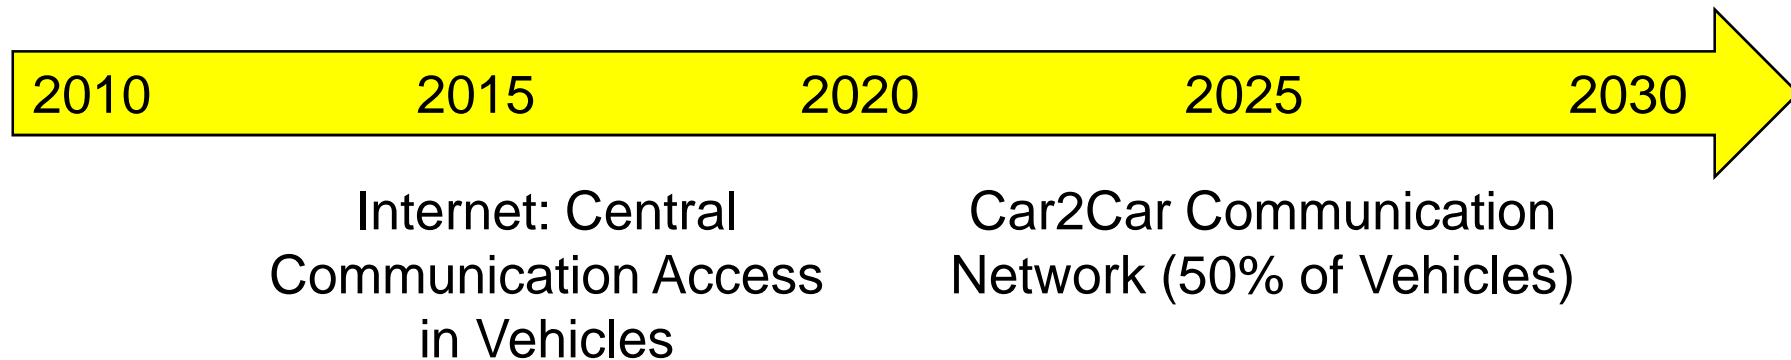 2010 2015 2020 2025 2030
Internet: Central
Communication Access
in Vehicles
Car2Car Communication
Network (50% of Vehicles)